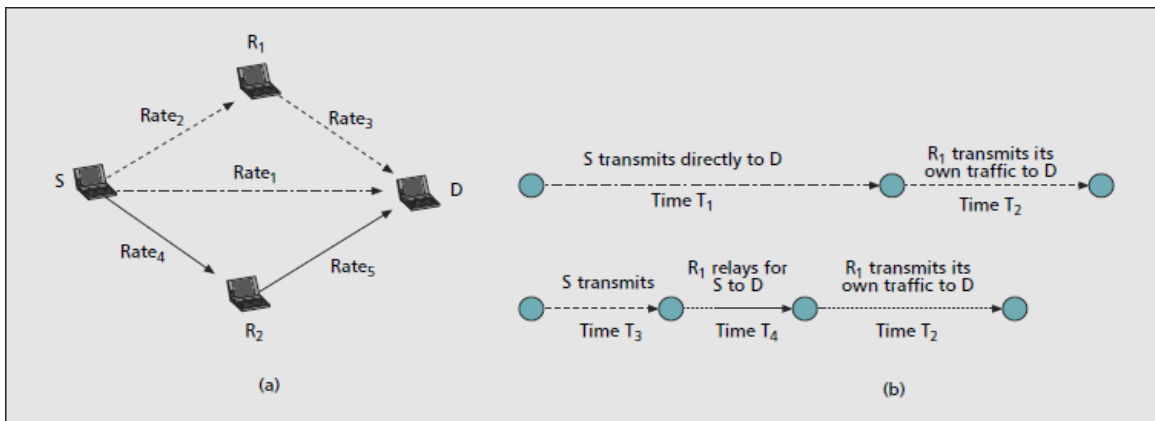 R1
Rate2
Rate3
S
Rate1
D
Rate4
Rate5
R2
(a)
S transmits directly to D
Time T1
R1 transmits its
own traffic to D
Time T2
S transmits
Time T3
R1 relays for
S to D
Time T4
R1 transmits its
own traffic to D
Time T2
(b)